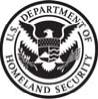 U.S. DEPARTMENT OF
HOMELAND SECURITY